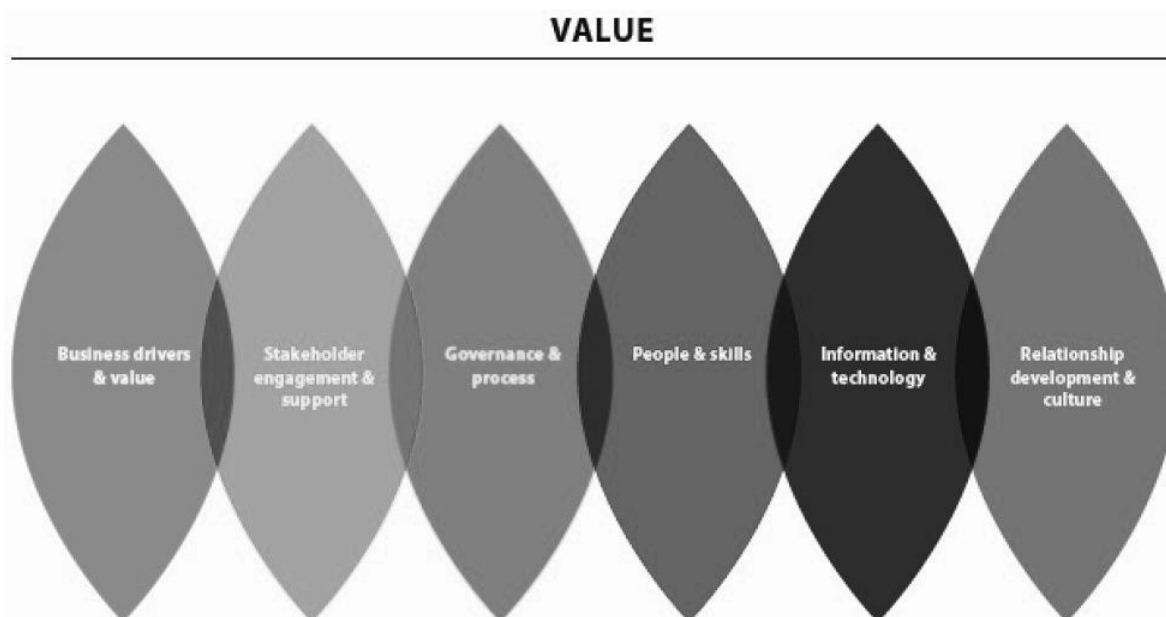 VALUE
Business drivers
& value
Stakeholder
engagement &
support
Governance &
process
People & skills
Information &
technology
Relationship
development &
culture